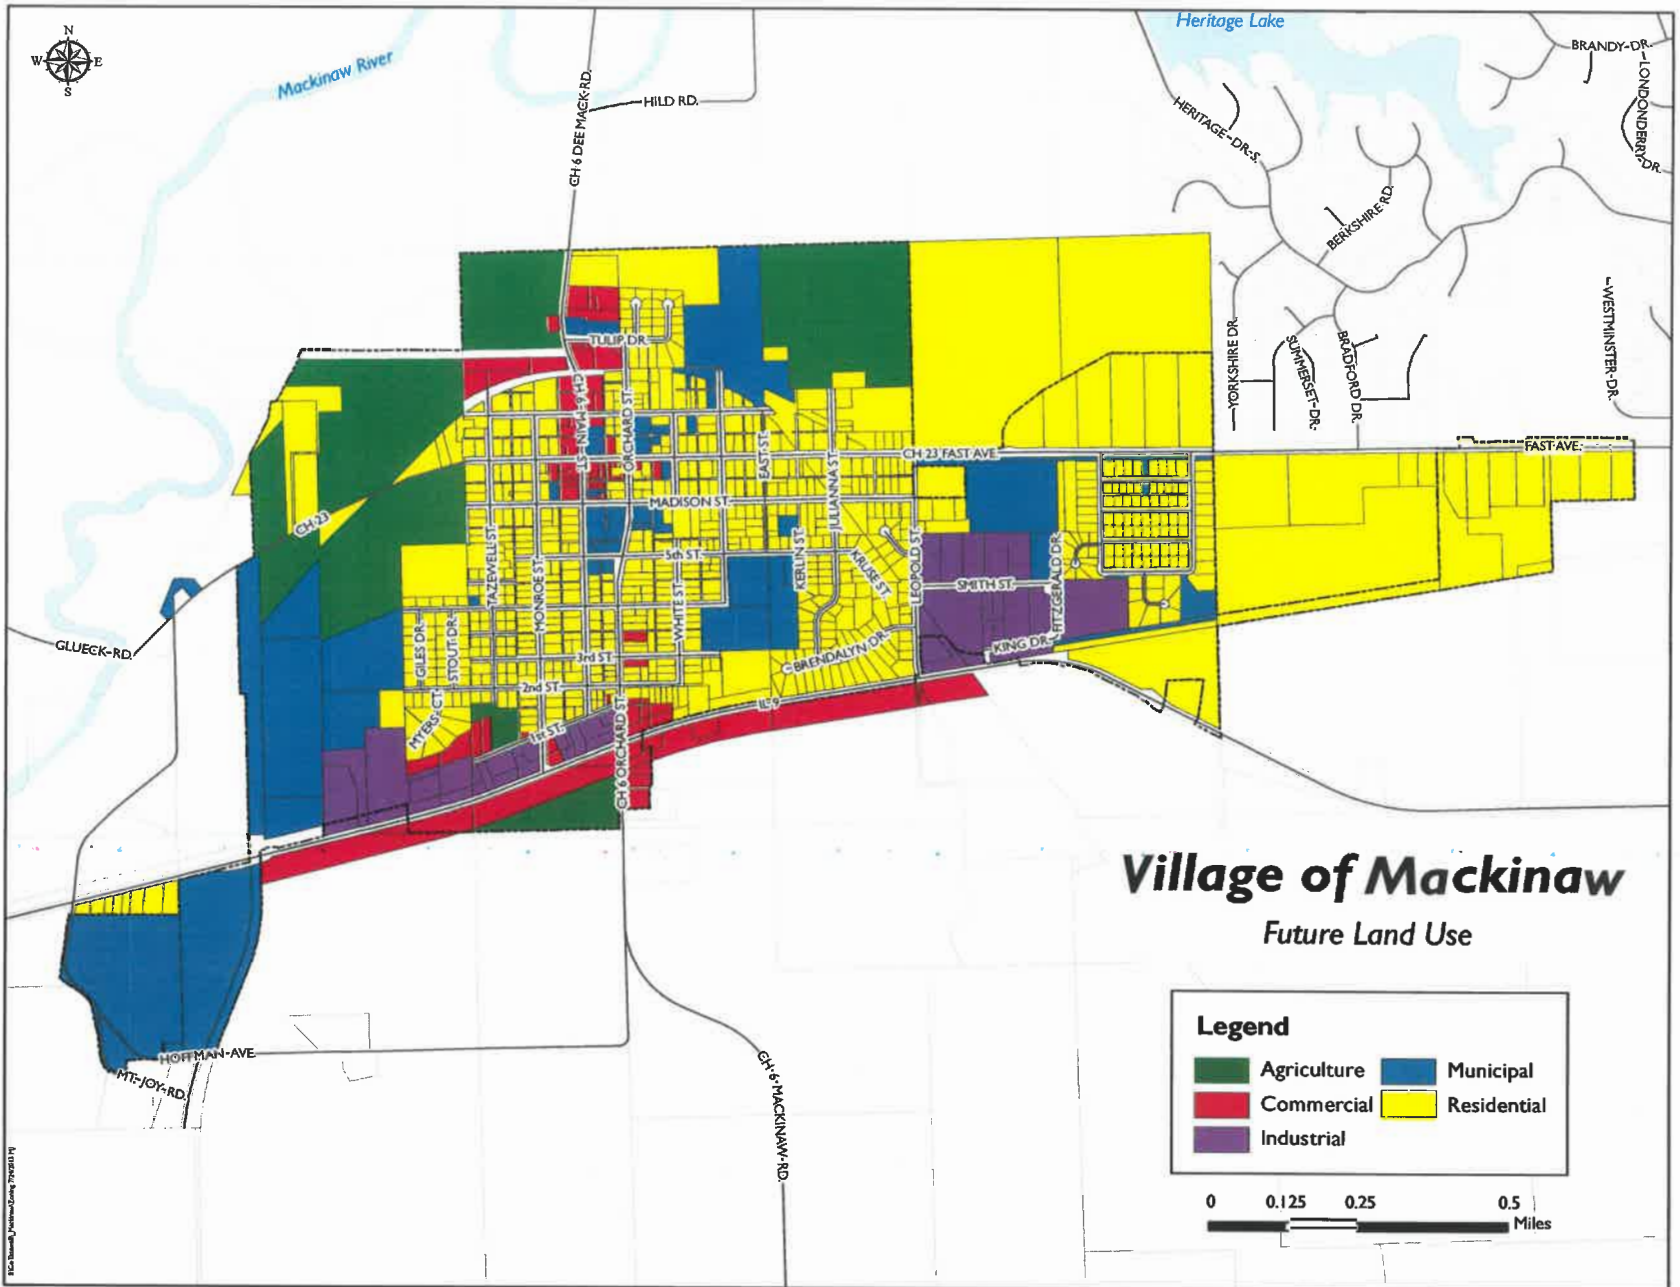 Heritage Lake
N
W E
S
Mackinaw River
BRANDY-DR.
LONDONDERRY-DR.
CH 6 DEE MACK-RD.
HILD RD.
HERITAGE-DR-S.
BERKSHIRE-RD.
WESTMINSTER-DR.
YORKSHIRE DR.
SUMMERSET-DR.
BRADFORD DR.
TULIP DR.
CH 6-MAIN-ST.
ORCHARD ST.
EAST-ST.
JULIANNA ST.
CH 23 FAST AVE.
FAST AVE.
MADISON ST.
CH-23
TAZEWELL ST.
MONROE ST.
5th ST.
KERLIN ST.
KRUSE ST.
LEOPOLD ST.
FITZGERALD DR.
SMITH ST.
WHITE ST.
GLUECK-RD.
GILES DR.
STOUT DR.
3rd ST.
BRENDALYN DR.
KING DR.
2nd ST.
MYERS-CT.
1st ST.
CH 6 ORCHARD ST.
IL-9
Village of Mackinaw
Future Land Use
HOFFMAN-AVE.
MT-JOY-RD.
CH-6-MACKINAW-RD.
Legend
Agriculture Municipal
Commercial Residential
Industrial
0 0.125 0.25 0.5
Miles